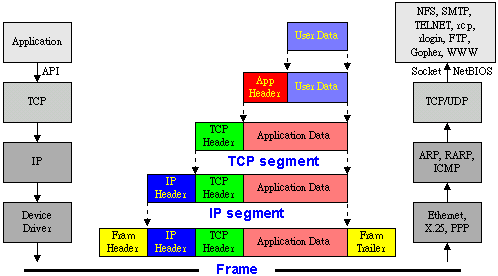 NFS, SMTP,
TELNET, rcp,
rlogin, FTP,
Gopher, WWW
Application
User Data
API
Socket
NetBIOS
App
Header
User Data
TCP
TCP
Header
Application Data
TCP/UDP
TCP segment
IP
IP
Header
TCP
Header
Application Data
ARP, RARP,
ICMP
IP segment
Device
Driver
Fram
Header
IP
Header
TCP
Header
Application Data
Fram
Trailer
Ethernet,
X.25, PPP
Frame